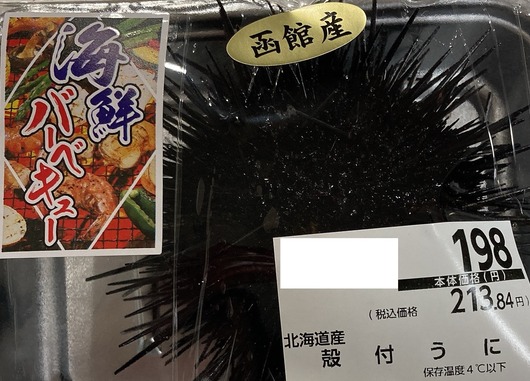 函館産
海鮮
バーベキュー
198
本体価格(円)
(税込価格 213.84円)
北海道産
殻付うに
保存温度4℃以下